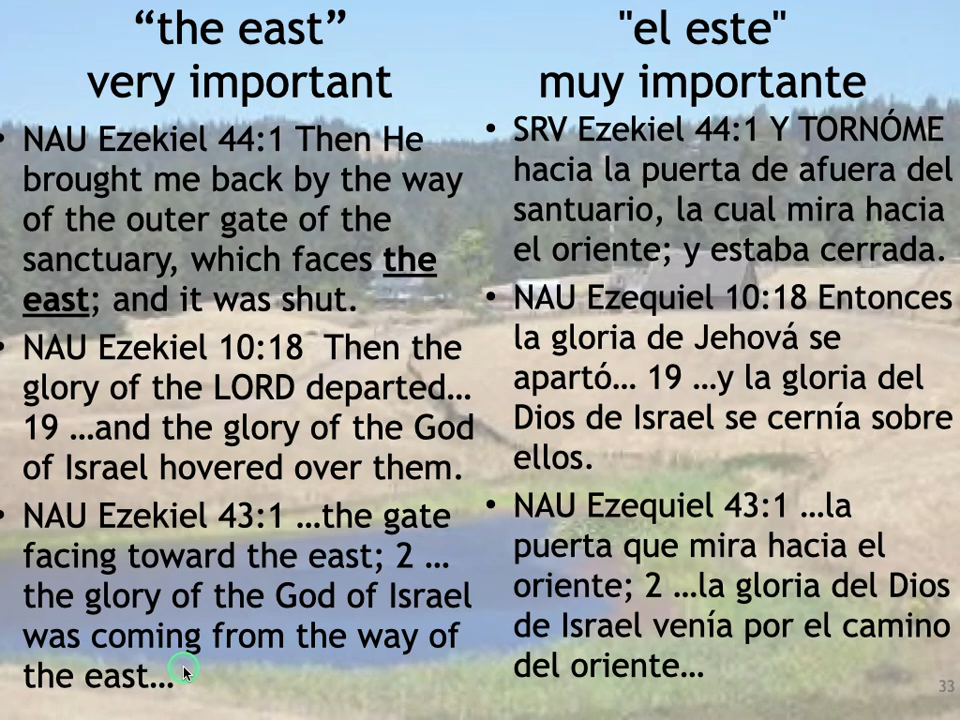 “the east”
very important
• NAU Ezekiel 44:1 Then He
brought me back by the way
of the outer gate of the
sanctuary, which faces the
east; and it was shut.
• NAU Ezekiel 10:18  Then the
glory of the LORD departed…
19 …and the glory of the God
of Israel hovered over them.
• NAU Ezekiel 43:1 …the gate
facing toward the east; 2 …
the glory of the God of Israel
was coming from the way of
the east…
"el este"
muy importante
• SRV Ezekiel 44:1 Y TORNÓME
hacia la puerta de afuera del
santuario, la cual mira hacia
el oriente; y estaba cerrada.
• NAU Ezequiel 10:18 Entonces
la gloria de Jehová se
apartó… 19 …y la gloria del
Dios de Israel se cernía sobre
ellos.
• NAU Ezequiel 43:1 …la
puerta que mira hacia el
oriente; 2 …la gloria del Dios
de Israel venía por el camino
del oriente…
33